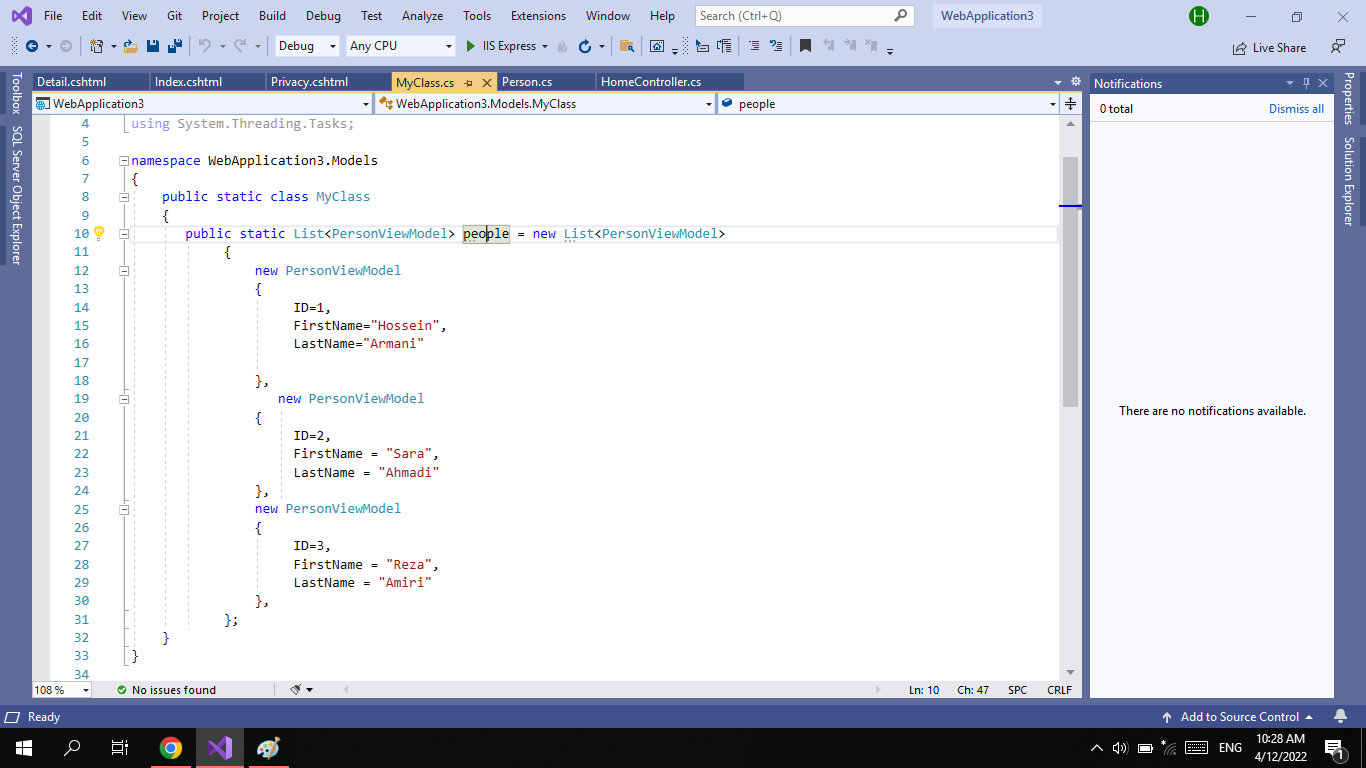 File Edit View Git Project Build Debug Test Analyze Tools Extensions Window Help Search (Ctrl+Q) WebApplication3 H
Debug Any CPU IIS Express Live Share
Detail.cshtml Index.cshtml Privacy.cshtml MyClass.cs Person.cs HomeController.cs
WebApplication3 WebApplication3.Models.MyClass people
4 using System.Threading.Tasks;
5
6 namespace WebApplication3.Models
7 {
8 public static class MyClass
9 {
10 public static List<PersonViewModel> people = new List<PersonViewModel>
11 {
12 new PersonViewModel
13 {
14 ID=1,
15 FirstName="Hossein",
16 LastName="Armani"
17
18 },
19 new PersonViewModel
20 {
21 ID=2,
22 FirstName = "Sara",
23 LastName = "Ahmadi"
24 },
25 new PersonViewModel
26 {
27 ID=3,
28 FirstName = "Reza",
29 LastName = "Amiri"
30 },
31 };
32 }
33 }
34
108 % No issues found Ln: 10 Ch: 47 SPC CRLF
Toolbox
SQL Server Object Explorer
Notifications
0 total Dismiss all
There are no notifications available.
Properties
Solution Explorer
Ready Add to Source Control
ENG
10:28 AM
4/12/2022
1